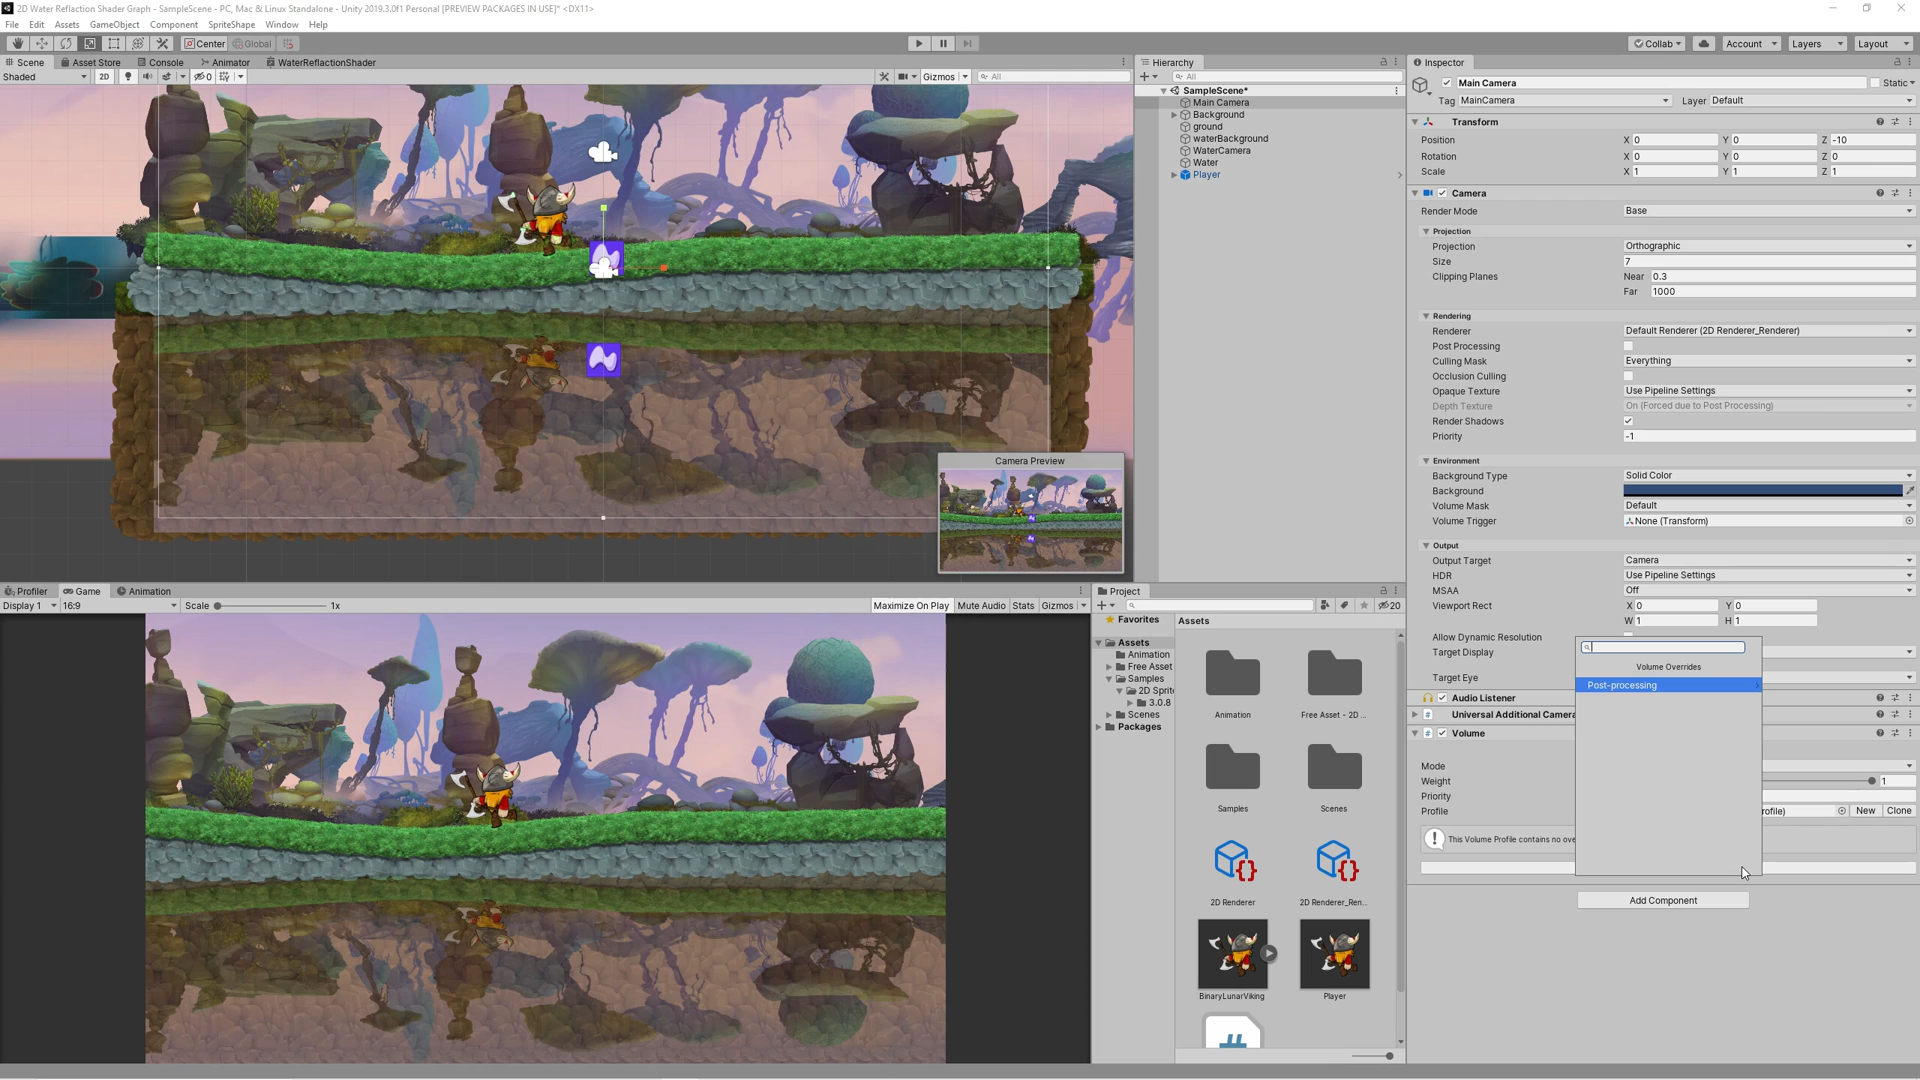 2D Water Reflection Shader Graph - SampleScene - PC, Mac & Linux Standalone - Unity 2019.3.0f1 Personal [PREVIEW PACKAGES IN USE]* <DX11>
File Edit Assets GameObject Component SpriteShape Window Help
Center Global
Collab Account Layers Layout
Scene Asset Store Console Animator WaterReflectionShader
Shaded 2D 0 Gizmos All
Hierarchy
All
SampleScene*
Main Camera
Background
ground
waterBackground
WaterCamera
Water
Player
Camera Preview
Inspector
Main Camera Static
Tag MainCamera Layer Default
Transform
Position X 0 Y 0 Z -10
Rotation X 0 Y 0 Z 0
Scale X 1 Y 1 Z 1
Camera
Render Mode Base
Projection
Projection Orthographic
Size 7
Clipping Planes Near 0.3
Far 1000
Rendering
Renderer Default Renderer (2D Renderer_Renderer)
Post Processing
Culling Mask Everything
Occlusion Culling
Opaque Texture Use Pipeline Settings
Depth Texture On (Forced due to Post Processing)
Render Shadows
Priority -1
Environment
Background Type Solid Color
Background
Volume Mask Default
Volume Trigger None (Transform)
Output
Output Target Camera
HDR Use Pipeline Settings
MSAA Off
Viewport Rect X 0 Y 0
W 1 H 1
Allow Dynamic Resolution
Target Display
Target Eye
Audio Listener
Universal Additional Camera
Volume
Mode
Weight 1
Priority
Profile rofile) New Clone
This Volume Profile contains no ove
Add Component
Volume Overrides
Post-processing
Profiler Game Animation
Display 1 16:9 Scale 1x Maximize On Play Mute Audio Stats Gizmos
Project
20
Favorites
Assets
Animation
Free Asset
Samples
2D Sprite
3.0.8
Scenes
Packages
Assets
Animation Free Asset - 2D ...
Samples Scenes
2D Renderer 2D Renderer_Ren...
BinaryLunarViking Player
#